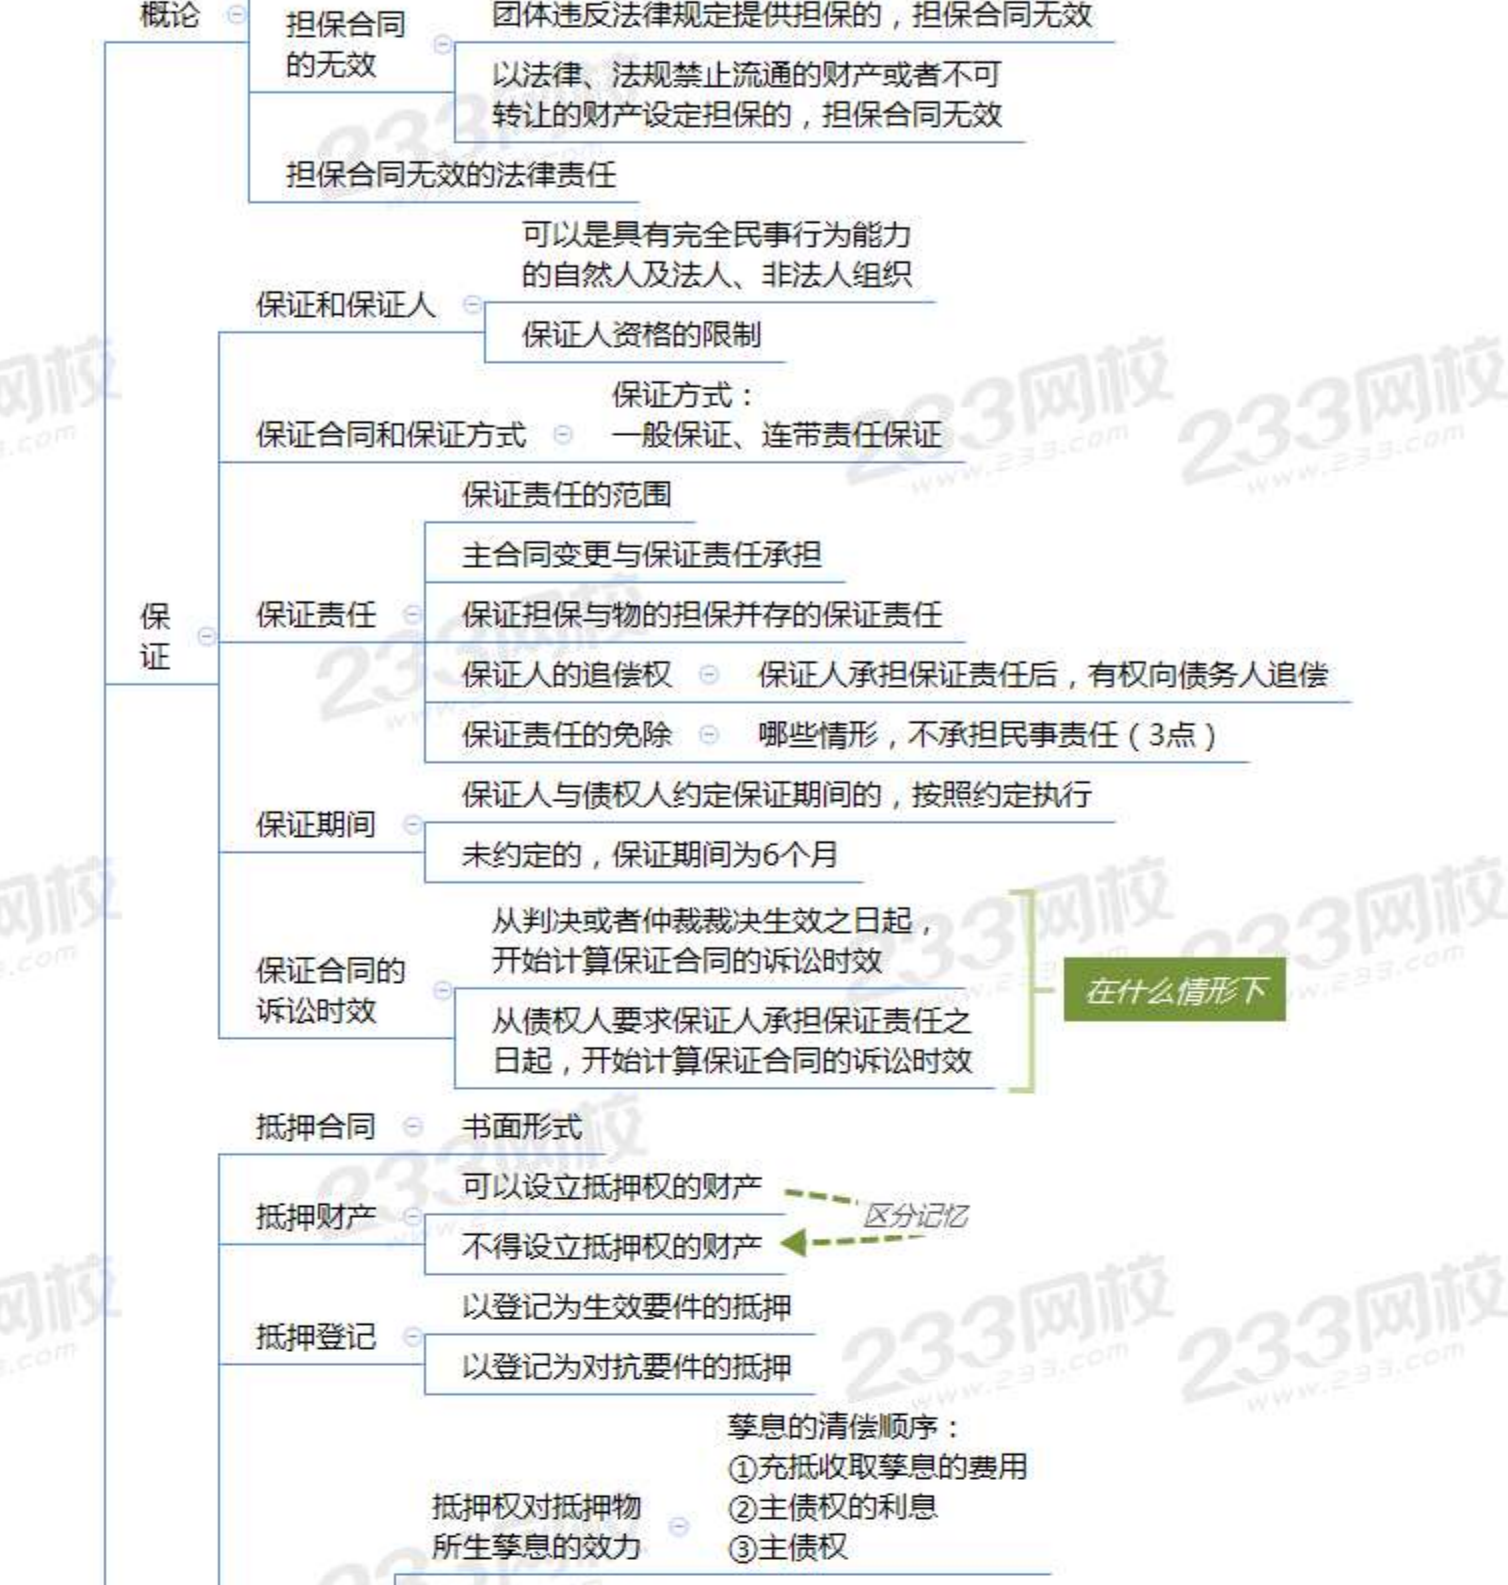 概论
担保合同
的无效
团体违反法律规定提供担保的，担保合同无效
以法律、法规禁止流通的财产或者不可
转让的财产设定担保的，担保合同无效
担保合同无效的法律责任
保
证
保证和保证人
可以是具有完全民事行为能力
的自然人及法人、非法人组织
保证人资格的限制
保证合同和保证方式
保证方式：
一般保证、连带责任保证
保证责任
保证责任的范围
主合同变更与保证责任承担
保证担保与物的担保并存的保证责任
保证人的追偿权
保证人承担保证责任后，有权向债务人追偿
保证责任的免除
哪些情形，不承担民事责任（3点）
保证期间
保证人与债权人约定保证期间的，按照约定执行
未约定的，保证期间为6个月
保证合同的
诉讼时效
从判决或者仲裁裁决生效之日起，
开始计算保证合同的诉讼时效
从债权人要求保证人承担保证责任之
日起，开始计算保证合同的诉讼时效
在什么情形下
抵押合同
书面形式
抵押财产
可以设立抵押权的财产
不得设立抵押权的财产
区分记忆
抵押登记
以登记为生效要件的抵押
以登记为对抗要件的抵押
抵押权对抵押物
所生孳息的效力
孳息的清偿顺序：
①充抵收取孳息的费用
②主债权的利息
③主债权
233网校
www.233.com